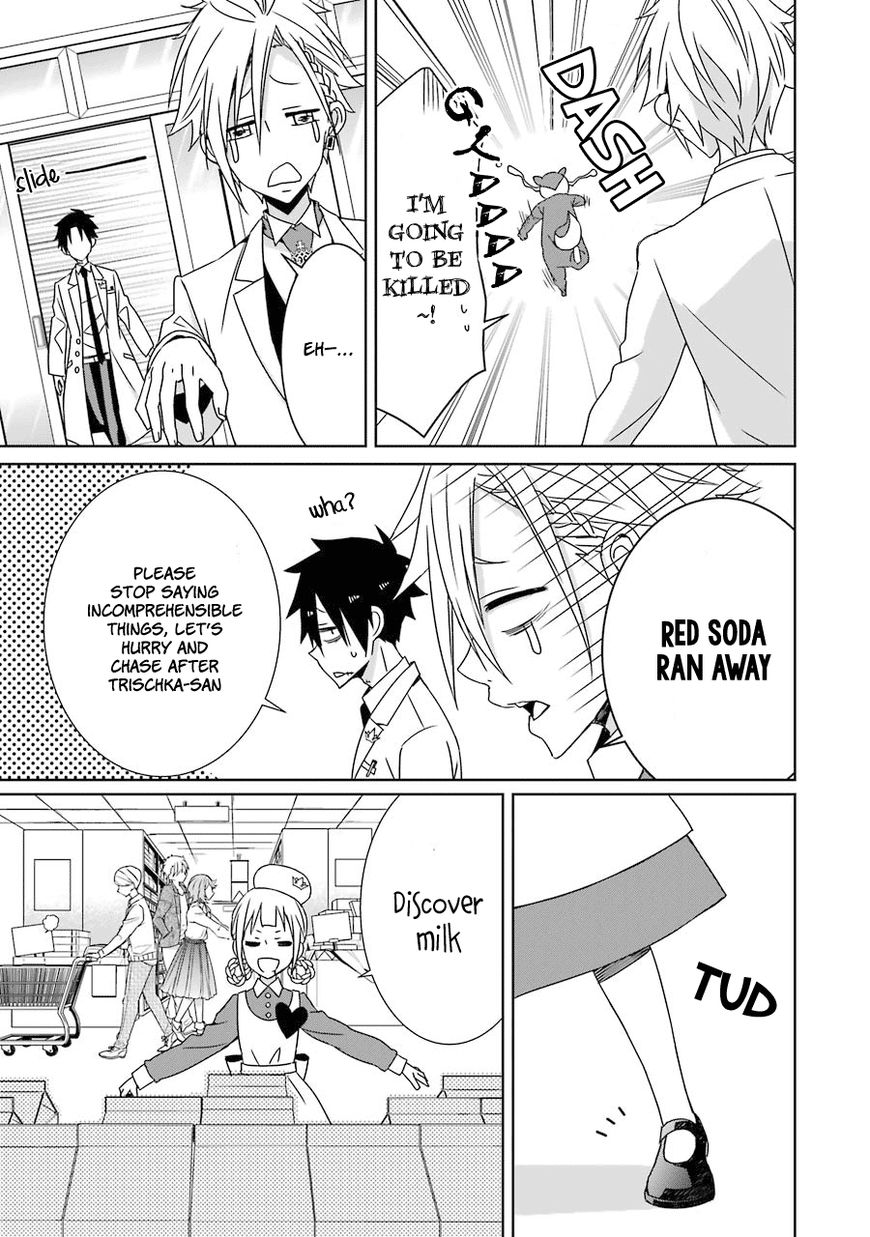 DASH
GYDDDD
I'M
GOING
TO BE
KILLED
~!
EH—...
slide
RED SODA
RAN AWAY
wha?
PLEASE
STOP SAYING
INCOMPREHENSIBLE
THINGS, LET'S
HURRY AND
CHASE AFTER
TRISCHKA-SAN
TUD
Discover
milk